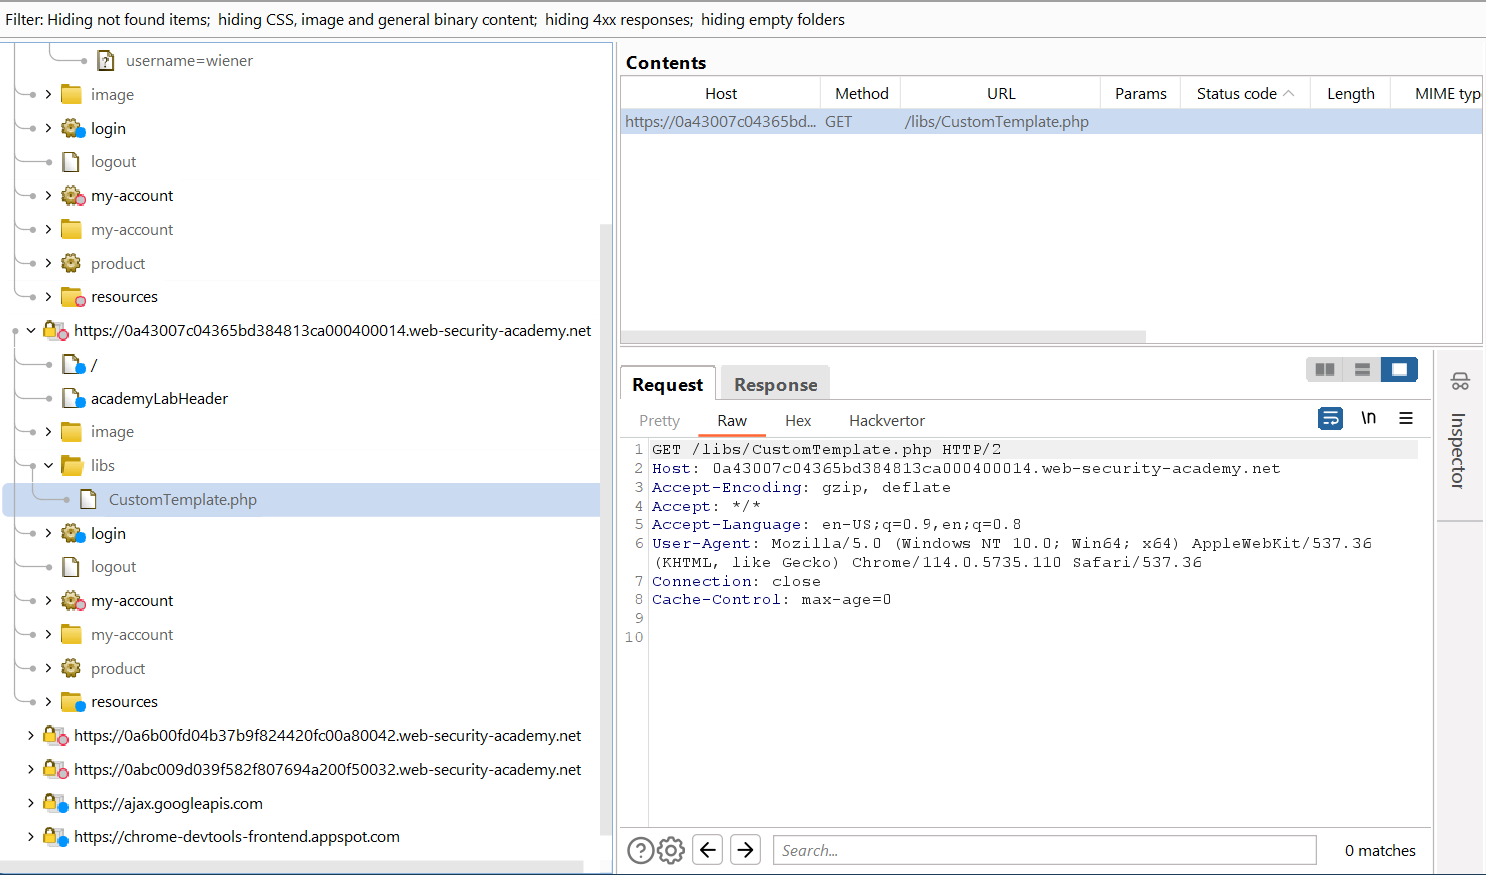 Filter: Hiding not found items; hiding CSS, image and general binary content; hiding 4xx responses; hiding empty folders
username=wiener
image
login
logout
my-account
my-account
product
resources
https://0a43007c04365bd384813ca000400014.web-security-academy.net
/
academyLabHeader
image
libs
CustomTemplate.php
login
logout
my-account
my-account
product
resources
https://0a6b00fd04b37b9f824420fc00a80042.web-security-academy.net
https://0abc009d039f582f807694a200f50032.web-security-academy.net
https://ajax.googleapis.com
https://chrome-devtools-frontend.appspot.com
Contents
Host Method URL Params Status code Length MIME typ
https://0a43007c04365bd... GET /libs/CustomTemplate.php
Request Response
Pretty Raw Hex Hackvertor \n
1 GET /libs/CustomTemplate.php HTTP/2
2 Host: 0a43007c04365bd384813ca000400014.web-security-academy.net
3 Accept-Encoding: gzip, deflate
4 Accept: */*
5 Accept-Language: en-US;q=0.9,en;q=0.8
6 User-Agent: Mozilla/5.0 (Windows NT 10.0; Win64; x64) AppleWebKit/537.36
(KHTML, like Gecko) Chrome/114.0.5735.110 Safari/537.36
7 Connection: close
8 Cache-Control: max-age=0
9
10
Search...
0 matches
Inspector